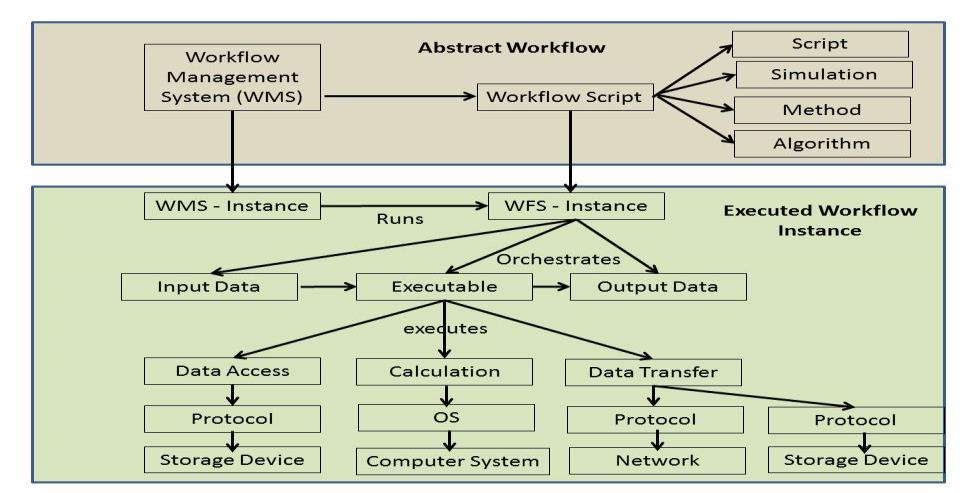 Abstract Workflow
Workflow
Management
System (WMS)
Workflow Script
Script
Simulation
Method
Algorithm
WMS - Instance
Runs
WFS - Instance
Executed Workflow
Instance
Orchestrates
Input Data
Executable
Output Data
executes
Data Access
Calculation
Data Transfer
Protocol
OS
Protocol
Protocol
Storage Device
Computer System
Network
Storage Device